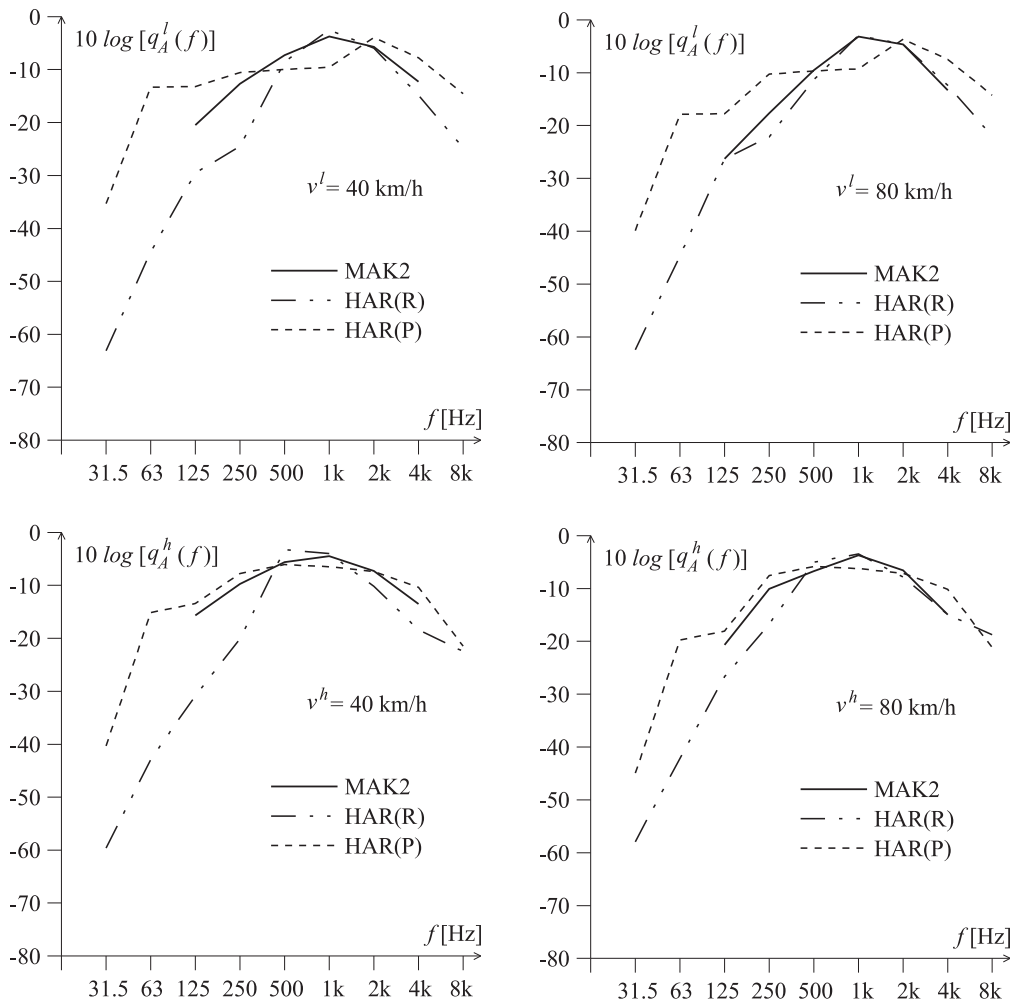 10 log [q_A^l (f)]
0
-10
-20
-30
-40
-50
-60
-70
-80
v^l = 40 km/h
MAK2
HAR(R)
HAR(P)
f [Hz]
31.5 63 125 250 500 1k 2k 4k 8k
10 log [q_A^l (f)]
0
-10
-20
-30
-40
-50
-60
-70
-80
v^l = 80 km/h
MAK2
HAR(R)
HAR(P)
f [Hz]
31.5 63 125 250 500 1k 2k 4k 8k
10 log [q_A^h (f)]
0
-10
-20
-30
-40
-50
-60
-70
-80
v^h = 40 km/h
MAK2
HAR(R)
HAR(P)
f [Hz]
31.5 63 125 250 500 1k 2k 4k 8k
10 log [q_A^h (f)]
0
-10
-20
-30
-40
-50
-60
-70
-80
v^h = 80 km/h
MAK2
HAR(R)
HAR(P)
f [Hz]
31.5 63 125 250 500 1k 2k 4k 8k